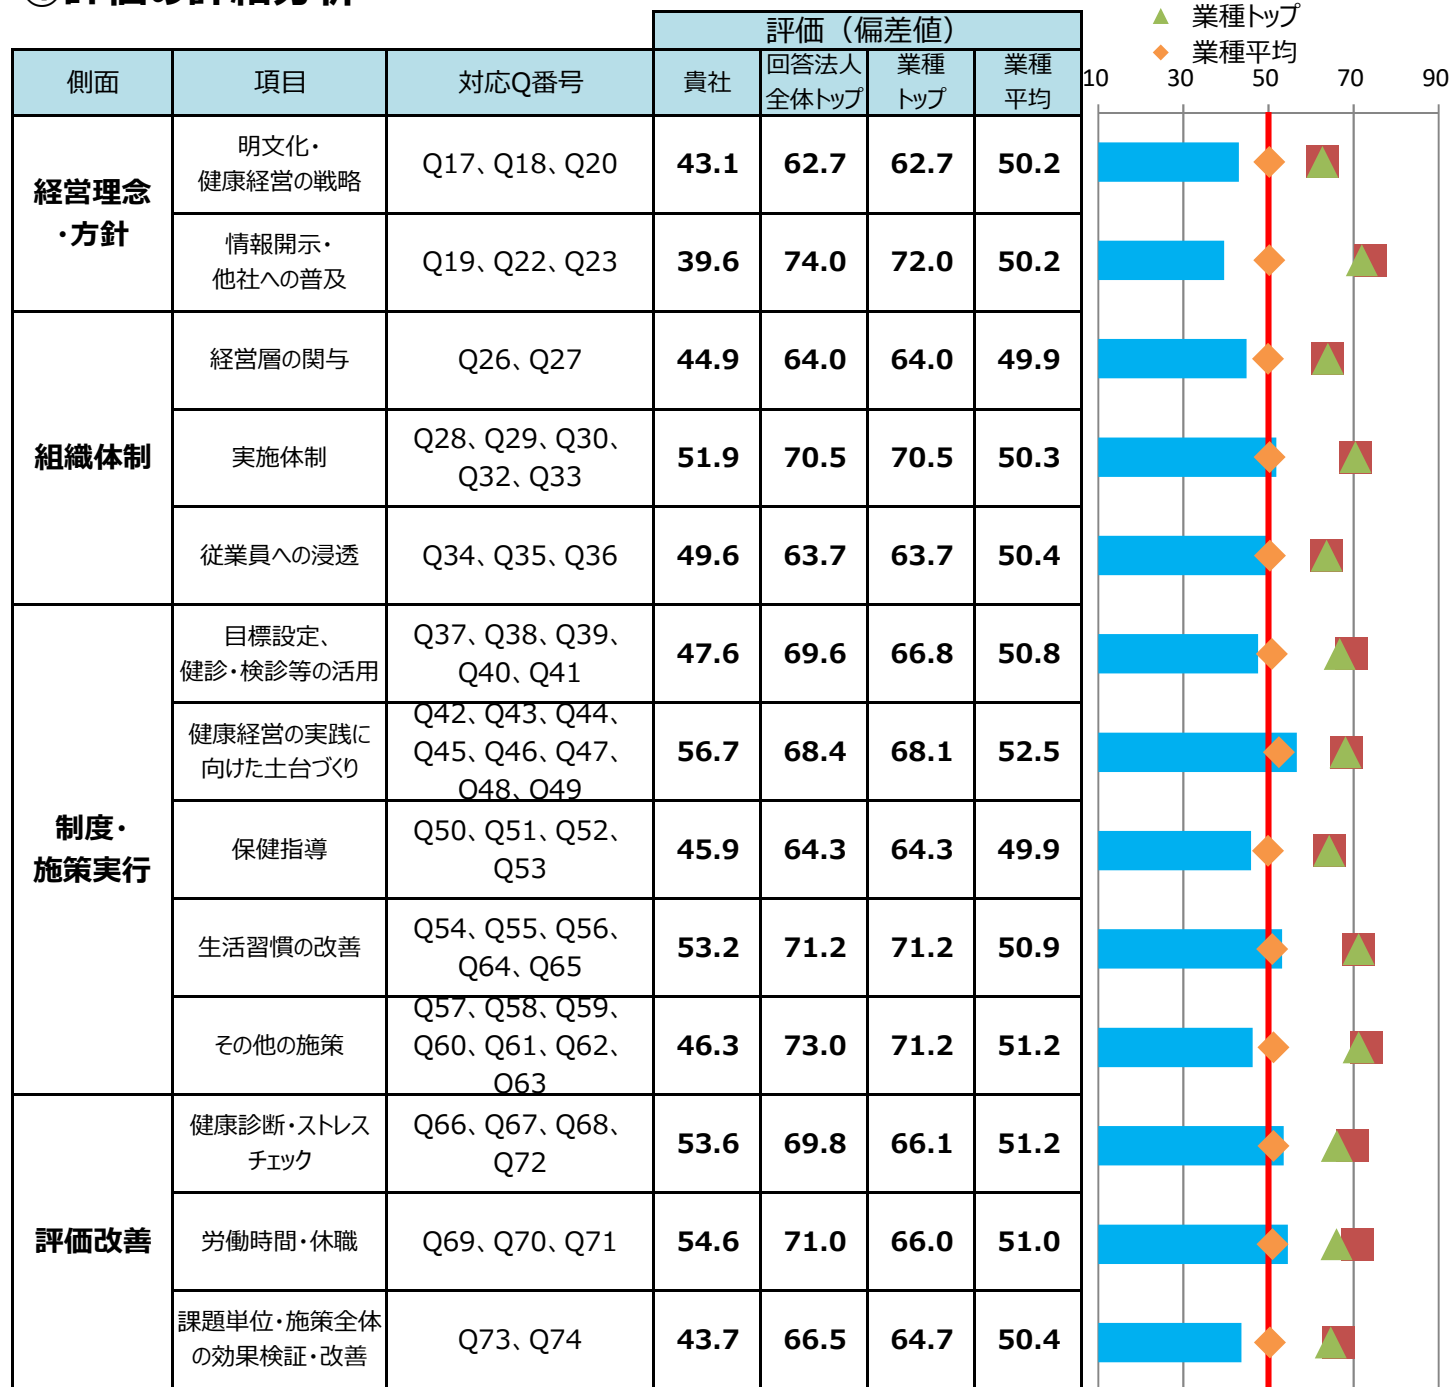 評価の詳細分析
業種トップ
業種平均
評価（偏差値）
側面 項目 対応Q番号 貴社 回答法人全体トップ 業種トップ 業種平均
10 30 50 70 90
経営理念・方針
明文化・健康経営の戦略 Q17、Q18、Q20 43.1 62.7 62.7 50.2
情報開示・他社への普及 Q19、Q22、Q23 39.6 74.0 72.0 50.2
組織体制
経営層の関与 Q26、Q27 44.9 64.0 64.0 49.9
実施体制 Q28、Q29、Q30、Q32、Q33 51.9 70.5 70.5 50.3
従業員への浸透 Q34、Q35、Q36 49.6 63.7 63.7 50.4
制度・施策実行
目標設定、健診・検診等の活用 Q37、Q38、Q39、Q40、Q41 47.6 69.6 66.8 50.8
健康経営の実践に向けた土台づくり Q42、Q43、Q44、Q45、Q46、Q47、Q48、Q49 56.7 68.4 68.1 52.5
保健指導 Q50、Q51、Q52、Q53 45.9 64.3 64.3 49.9
生活習慣の改善 Q54、Q55、Q56、Q64、Q65 53.2 71.2 71.2 50.9
その他の施策 Q57、Q58、Q59、Q60、Q61、Q62、Q63 46.3 73.0 71.2 51.2
評価改善
健康診断・ストレスチェック Q66、Q67、Q68、Q72 53.6 69.8 66.1 51.2
労働時間・休職 Q69、Q70、Q71 54.6 71.0 66.0 51.0
課題単位・施策全体の効果検証・改善 Q73、Q74 43.7 66.5 64.7 50.4